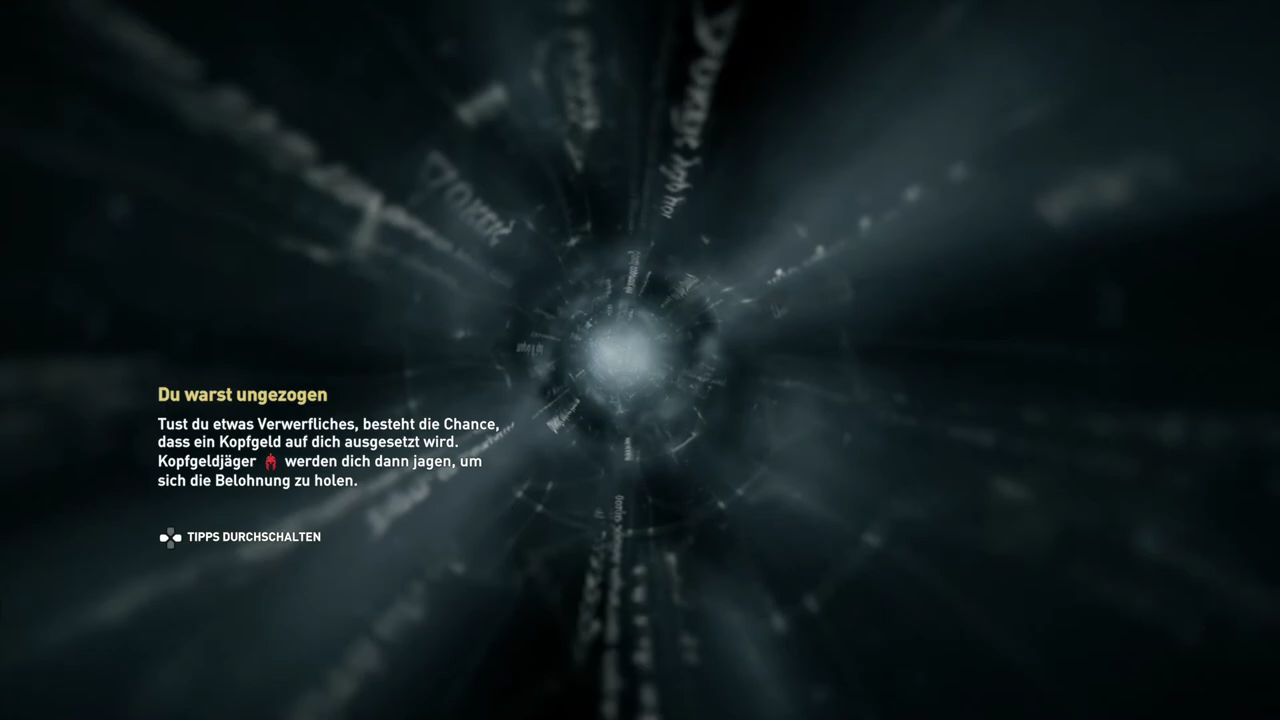 Du warst ungezogen
Tust du etwas Verwerfliches, besteht die Chance,
dass ein Kopfgeld auf dich ausgesetzt wird.
Kopfgeldjäger werden dich dann jagen, um
sich die Belohnung zu holen.
TIPPS DURCHSCHALTEN